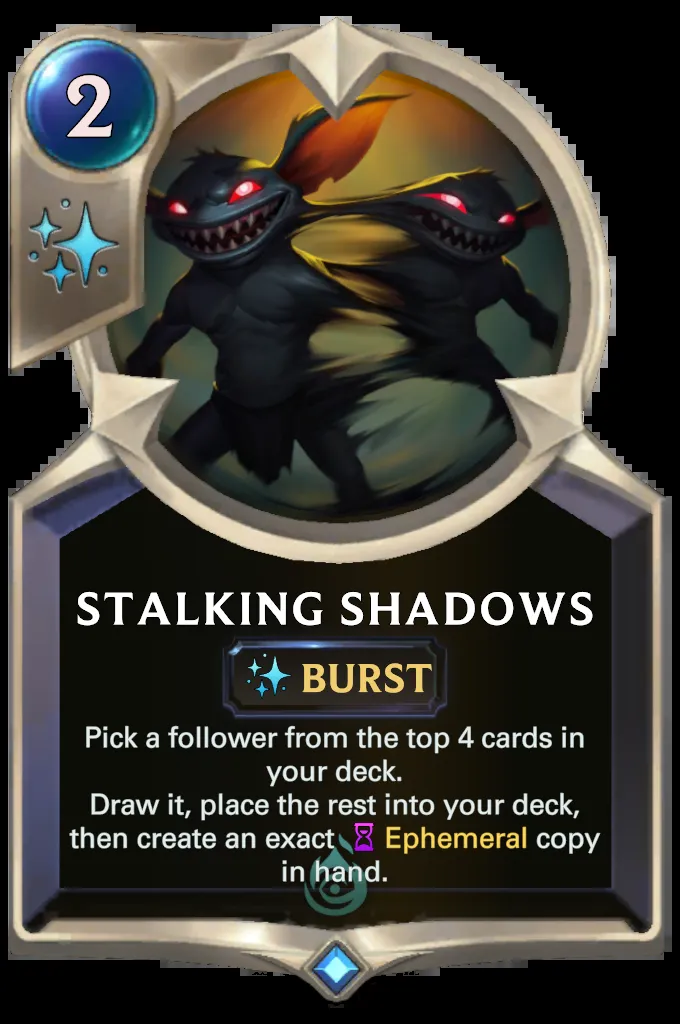 2
STALKING SHADOWS
BURST
Pick a follower from the top 4 cards in
your deck.
Draw it, place the rest into your deck,
then create an exact Ephemeral copy
in hand.